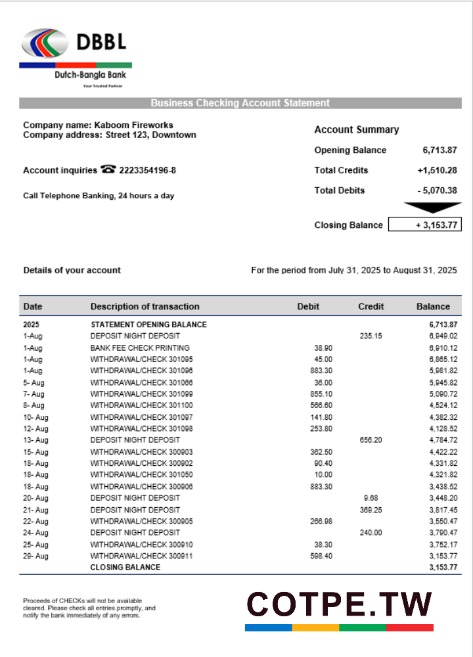 DBBL
Dutch-Bangla Bank
Your Trusted Partner
Business Checking Account Statement
Company name: Kaboom Fireworks
Company address: Street 123, Downtown
Account Summary
Opening Balance 6,713.87
Account inquiries ☎ 2223354196-8
Total Credits +1,510.28
Call Telephone Banking, 24 hours a day
Total Debits - 5,070.38
Closing Balance + 3,153.77
Details of your account For the period from July 31, 2025 to August 31, 2025
Date Description of transaction Debit Credit Balance
2025 STATEMENT OPENING BALANCE 6,713.87
1-Aug DEPOSIT NIGHT DEPOSIT 235.15 6,949.02
1-Aug BANK FEE CHECK PRINTING 38.90 6,910.12
1-Aug WITHDRAWAL/CHECK 301095 45.00 6,865.12
1-Aug WITHDRAWAL/CHECK 301096 883.30 5,981.82
5- Aug WITHDRAWAL/CHECK 301066 36.00 5,945.82
7- Aug WITHDRAWAL/CHECK 301099 855.10 5,090.72
8- Aug WITHDRAWAL/CHECK 301100 566.60 4,524.12
10- Aug WITHDRAWAL/CHECK 301097 141.80 4,382.32
12- Aug WITHDRAWAL/CHECK 301098 253.80 4,128.52
13- Aug DEPOSIT NIGHT DEPOSIT 656.20 4,784.72
15- Aug WITHDRAWAL/CHECK 300903 362.50 4,422.22
18- Aug WITHDRAWAL/CHECK 300902 90.40 4,331.82
18- Aug WITHDRAWAL/CHECK 301050 10.00 4,321.82
18- Aug WITHDRAWAL/CHECK 300906 883.30 3,438.52
20- Aug DEPOSIT NIGHT DEPOSIT 9.68 3,448.20
21- Aug DEPOSIT NIGHT DEPOSIT 369.25 3,817.45
22- Aug WITHDRAWAL/CHECK 300905 266.98 3,550.47
24- Aug DEPOSIT NIGHT DEPOSIT 240.00 3,790.47
25- Aug WITHDRAWAL/CHECK 300910 38.30 3,752.17
29- Aug WITHDRAWAL/CHECK 300911 598.40 3,153.77
CLOSING BALANCE 3,153.77
Proceeds of CHECKs will not be available
cleared. Please check all entries promptly, and
notify the bank immediately of any errors.
COTPE.TW